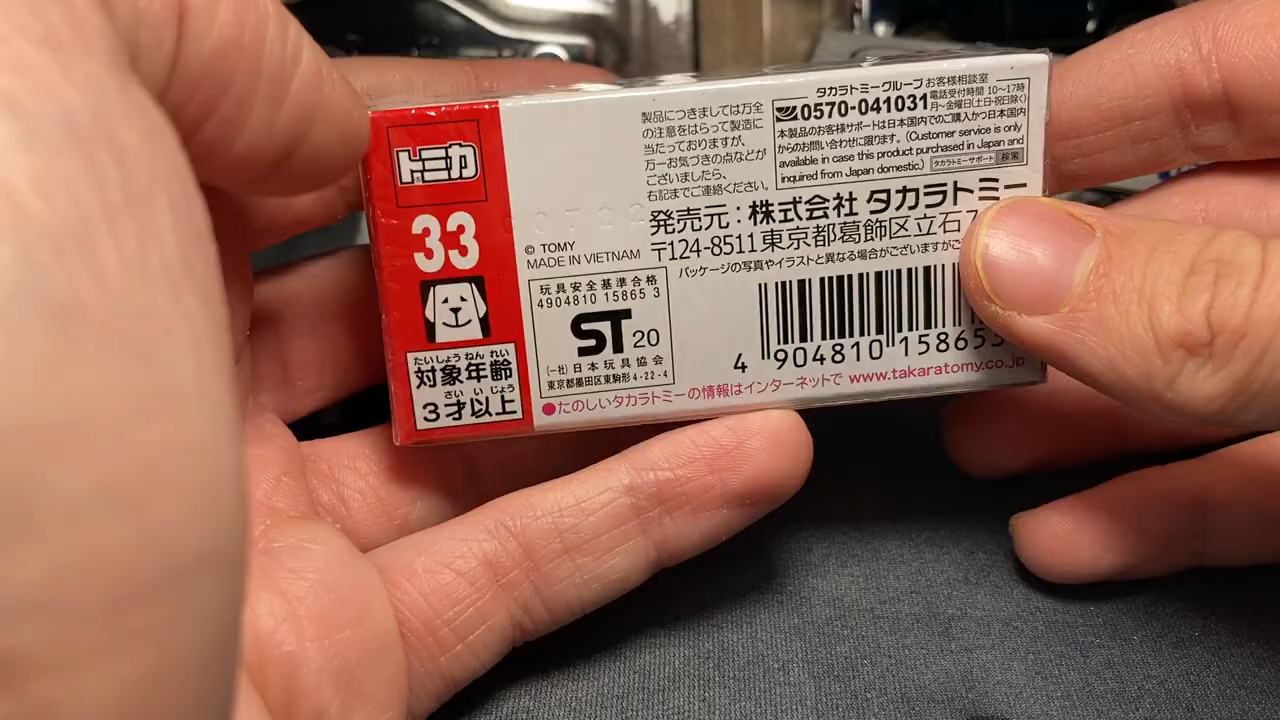 トミカ
33
たいしょう ねん れい
対象年齢
さい い じょう
3才以上
© TOMY
MADE IN VIETNAM
玩具安全基準合格
4904810 15865 3
ST 20
(一社)日本玩具協会
東京都墨田区東駒形4-22-4
製品につきましては万全
の注意をはらって製造に
当たっておりますが、
万一お気づきの点などが
ございましたら、
右記までご連絡ください。
タカラトミーグループ お客様相談室
0570-041031 電話受付時間 10〜17時
月〜金曜日(土日・祝日除く)
本製品のお客様サポートは日本国内でのご購入かつ日本国内
からのお問い合わせに限ります。(Customer service is only
available in case this product purchased in Japan and
inquired from Japan domestic.) タカラトミーサポート 検索
発売元:株式会社 タカラトミー
〒124-8511 東京都葛飾区立石
パッケージの写真やイラストと異なる場合がございますがご
4 904810 158653
●たのしいタカラトミーの情報はインターネットで www.takaratomy.co.jp